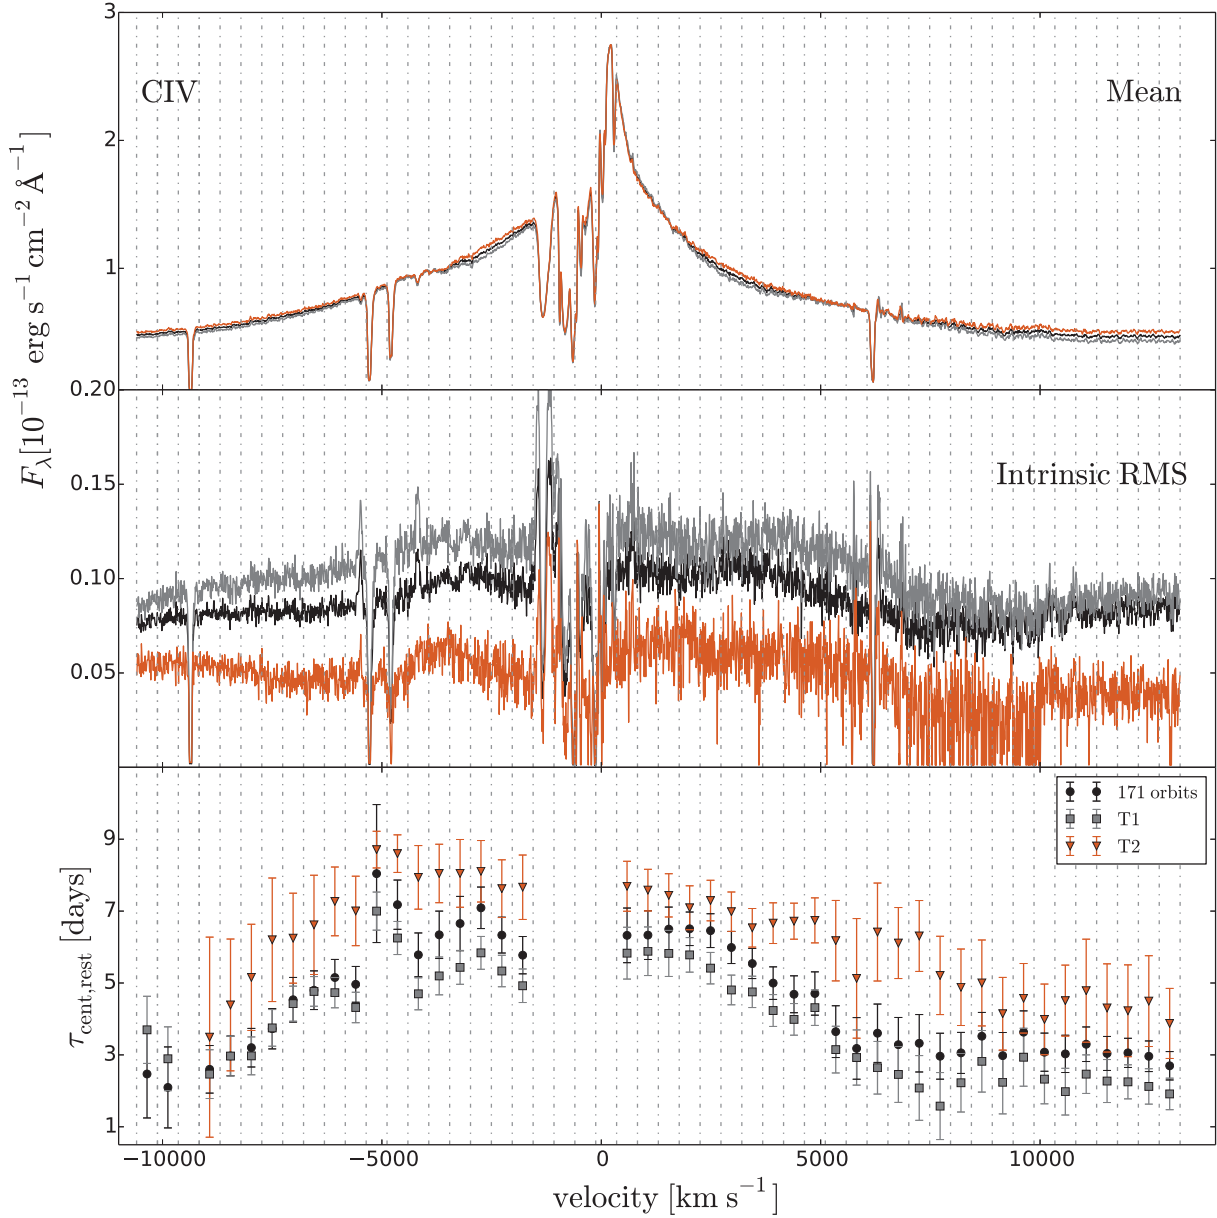 3
CIV
Mean
2
1
F_λ [10^−13 erg s^−1 cm^−2 Å^−1]
0.20
Intrinsic RMS
0.15
0.10
0.05
171 orbits
T1
T2
9
7
5
3
1
τ_cent,rest [days]
−10000 −5000 0 5000 10000
velocity [km s^−1]